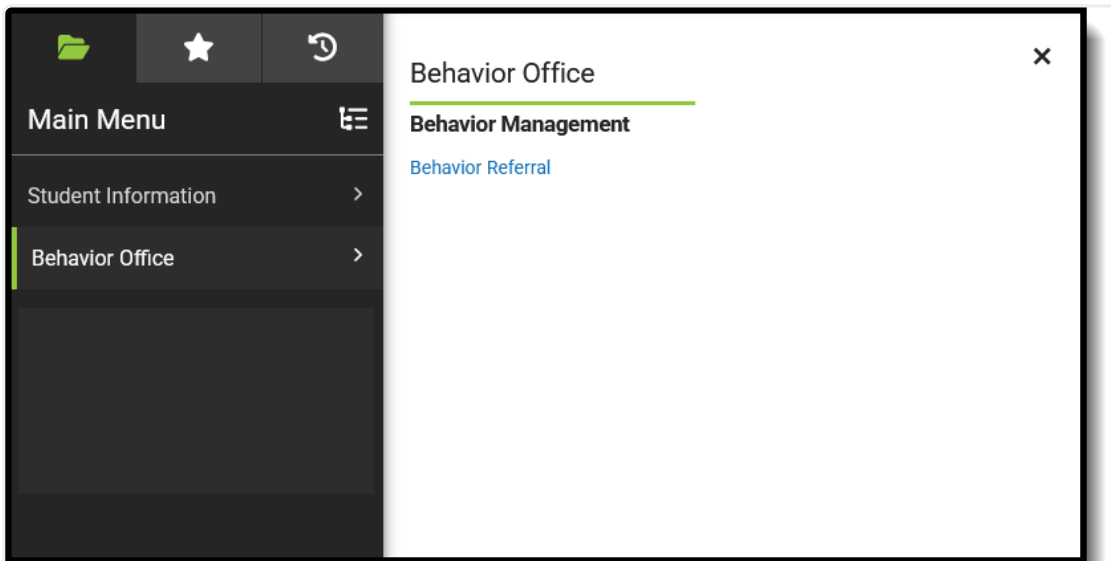 Main Menu
Student Information
Behavior Office
Behavior Office
Behavior Management
Behavior Referral